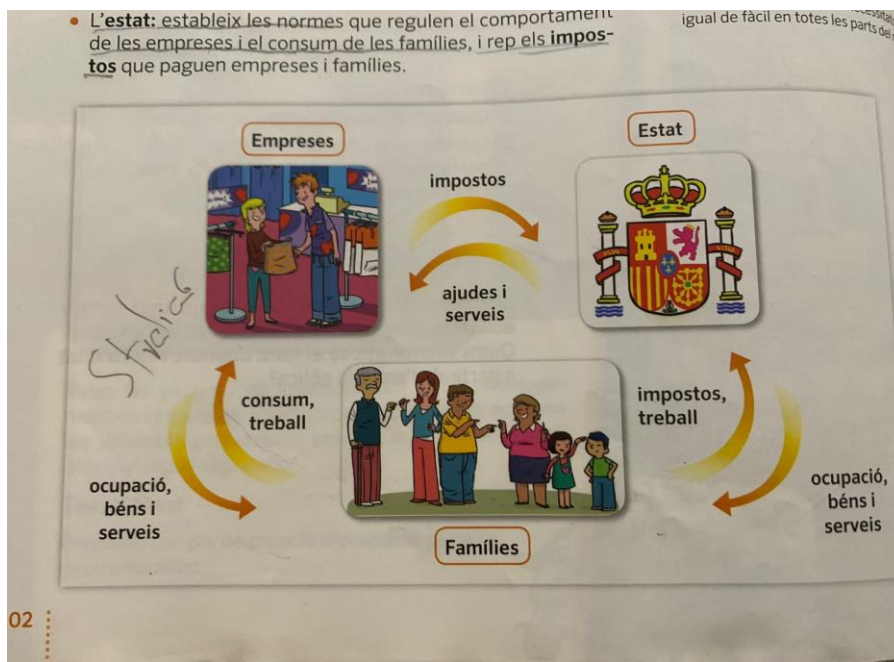 • L'estat: estableix les normes que regulen el comportament
de les empreses i el consum de les famílies, i rep els impos-
tos que paguen empreses i famílies.
igual de fàcil en totes les parts del
Empreses
Estat
impostos
ajudes i
serveis
consum,
treball
impostos,
treball
ocupació,
béns i
serveis
ocupació,
béns i
serveis
Famílies
02